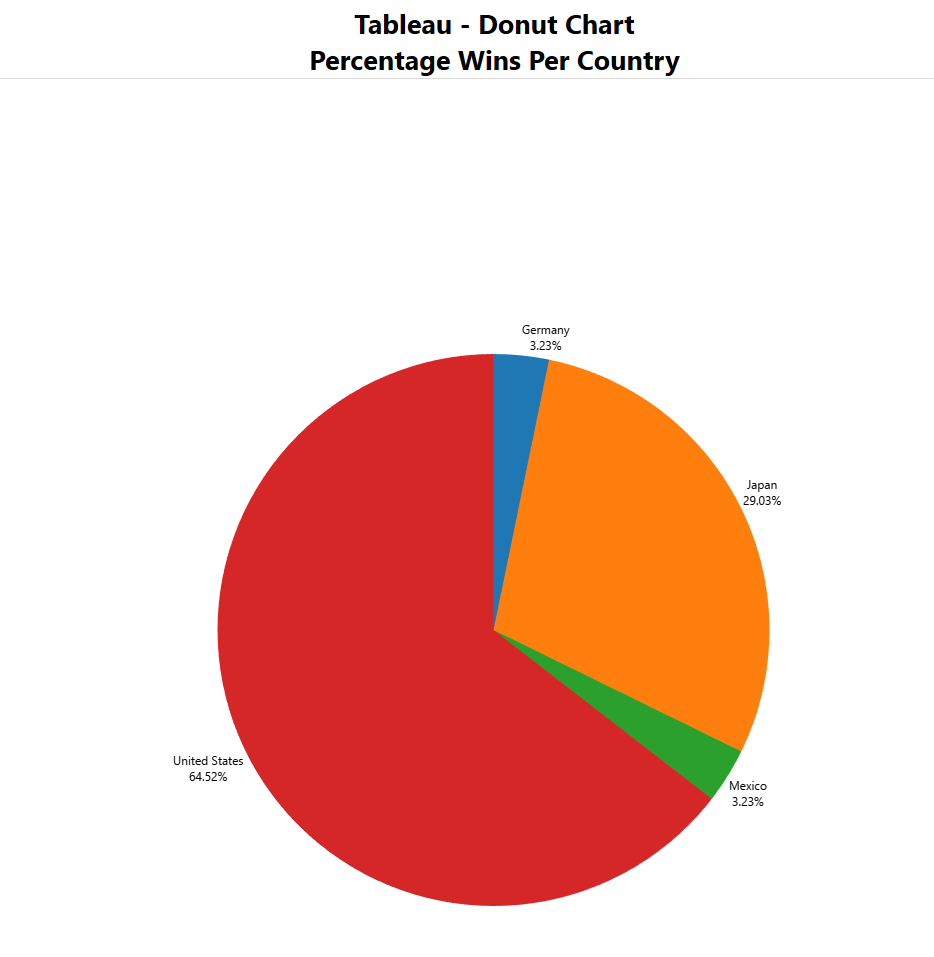 Tableau - Donut Chart
Percentage Wins Per Country
Germany
3.23%
Japan
29.03%
United States
64.52%
Mexico
3.23%